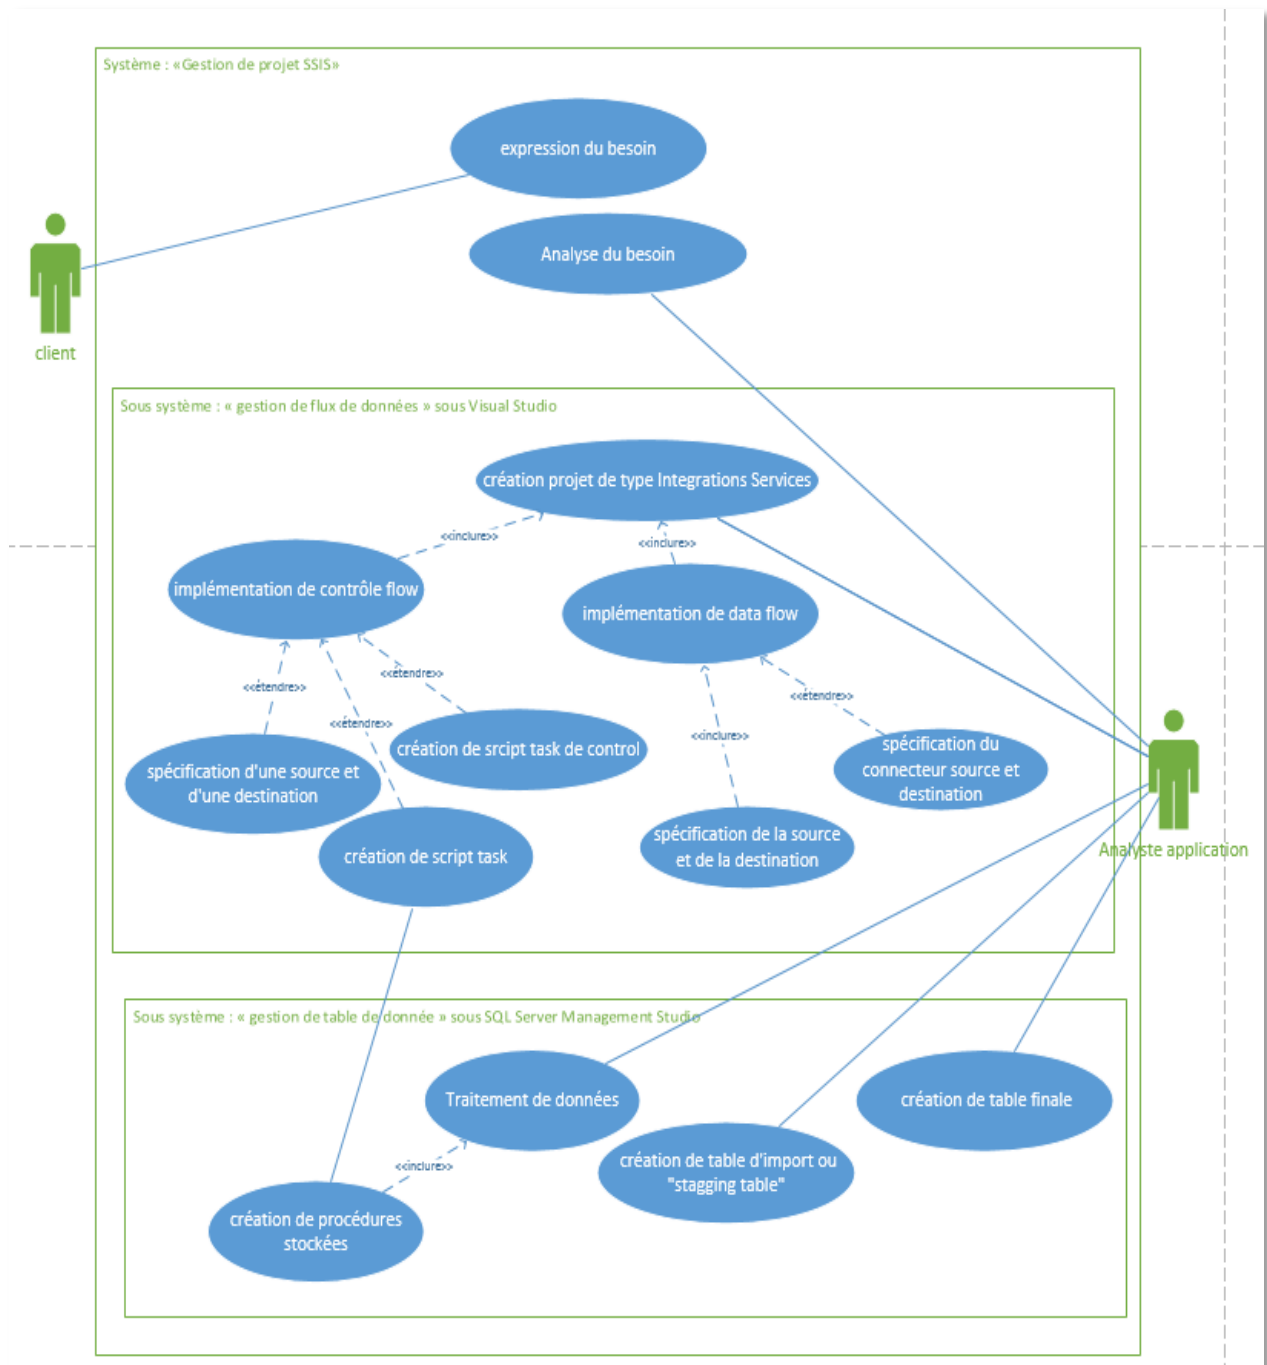 Système : «Gestion de projet SSIS»
expression du besoin
Analyse du besoin
client
Sous système : « gestion de flux de données » sous Visual Studio
création projet de type Integrations Services
<<inclure>>
<<inclure>>
implémentation de contrôle flow
implémentation de data flow
<<étendre>>
<<étendre>>
<<étendre>>
<<inclure>>
<<étendre>>
création de srcipt task de control
spécification d'une source et
d'une destination
spécification du
connecteur source et
destination
création de script task
spécification de la source
et de la destination
Analyste application
Sous système : « gestion de table de donnée » sous SQL Server Management Studio
Traitement de données
création de table finale
<<inclure>>
création de table d'import ou
"stagging table"
création de procédures
stockées